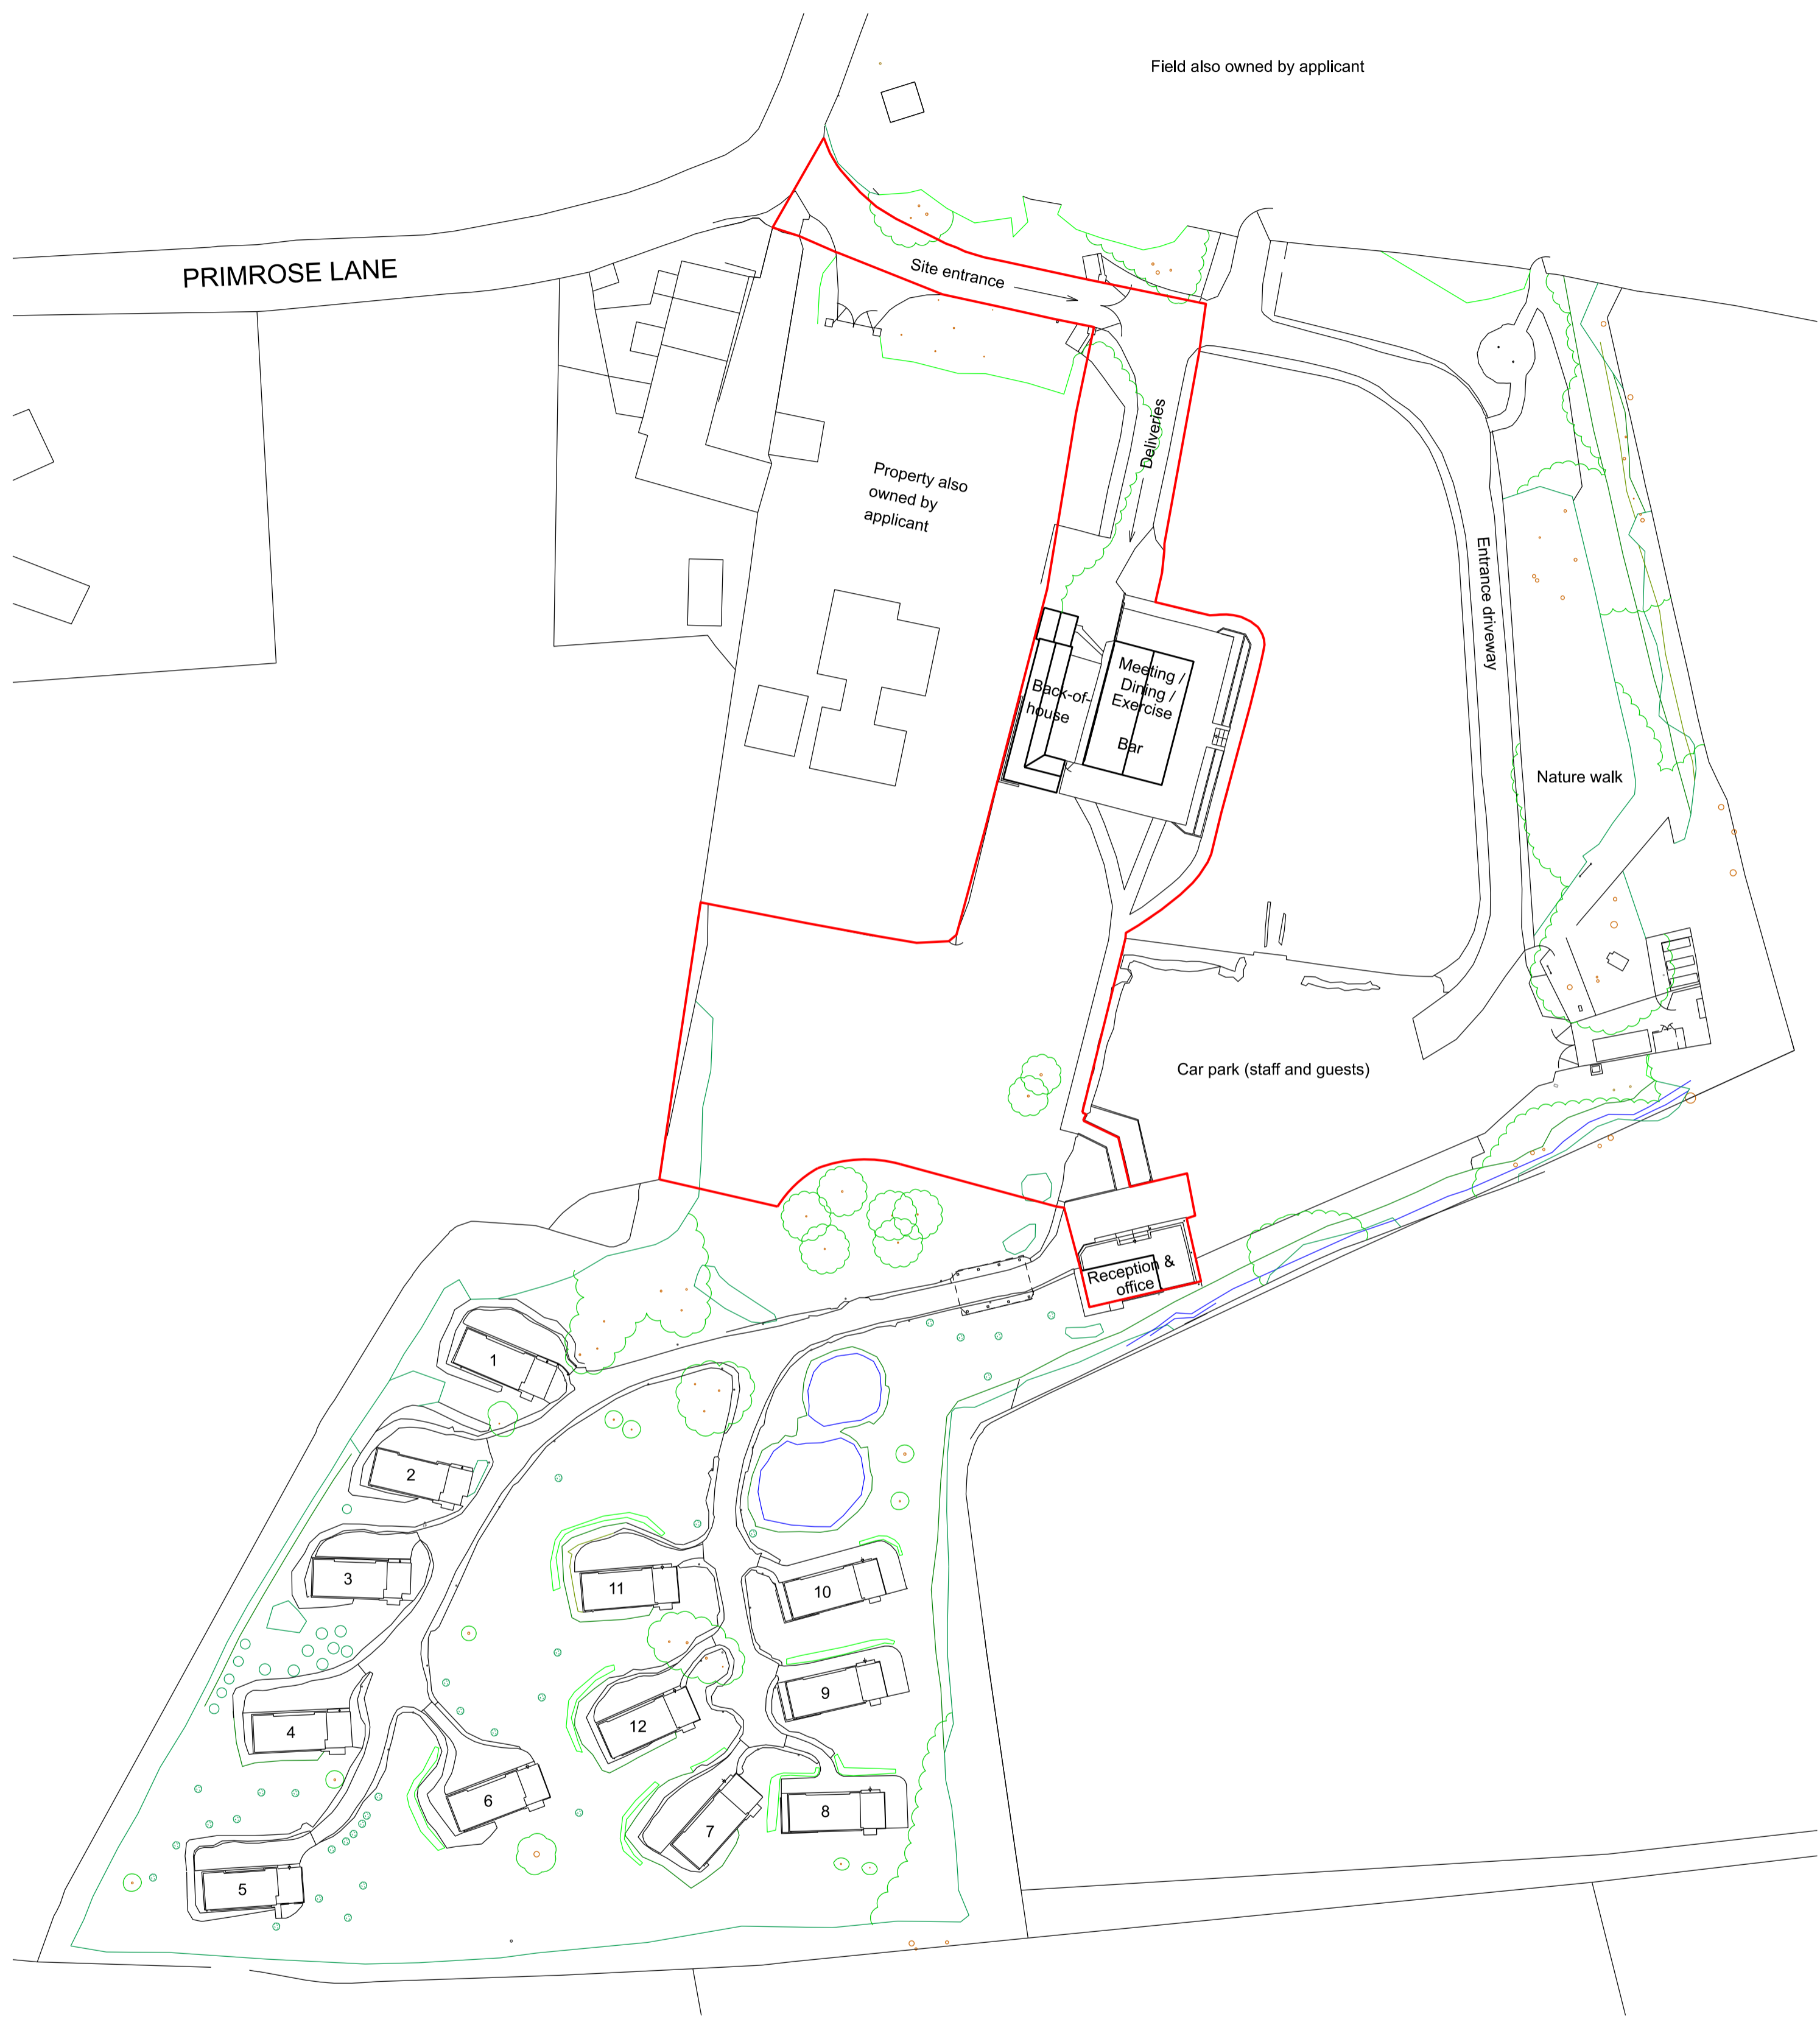 Field also owned by applicant
PRIMROSE LANE
Site entrance
Deliveries
Property also
owned by
applicant
Entrance driveway
Meeting /
Dining /
Exercise
Bar
Back-of-
house
Nature walk
Car park (staff and guests)
Reception &
office
1
2
3
11
10
9
4
12
6
8
7
5